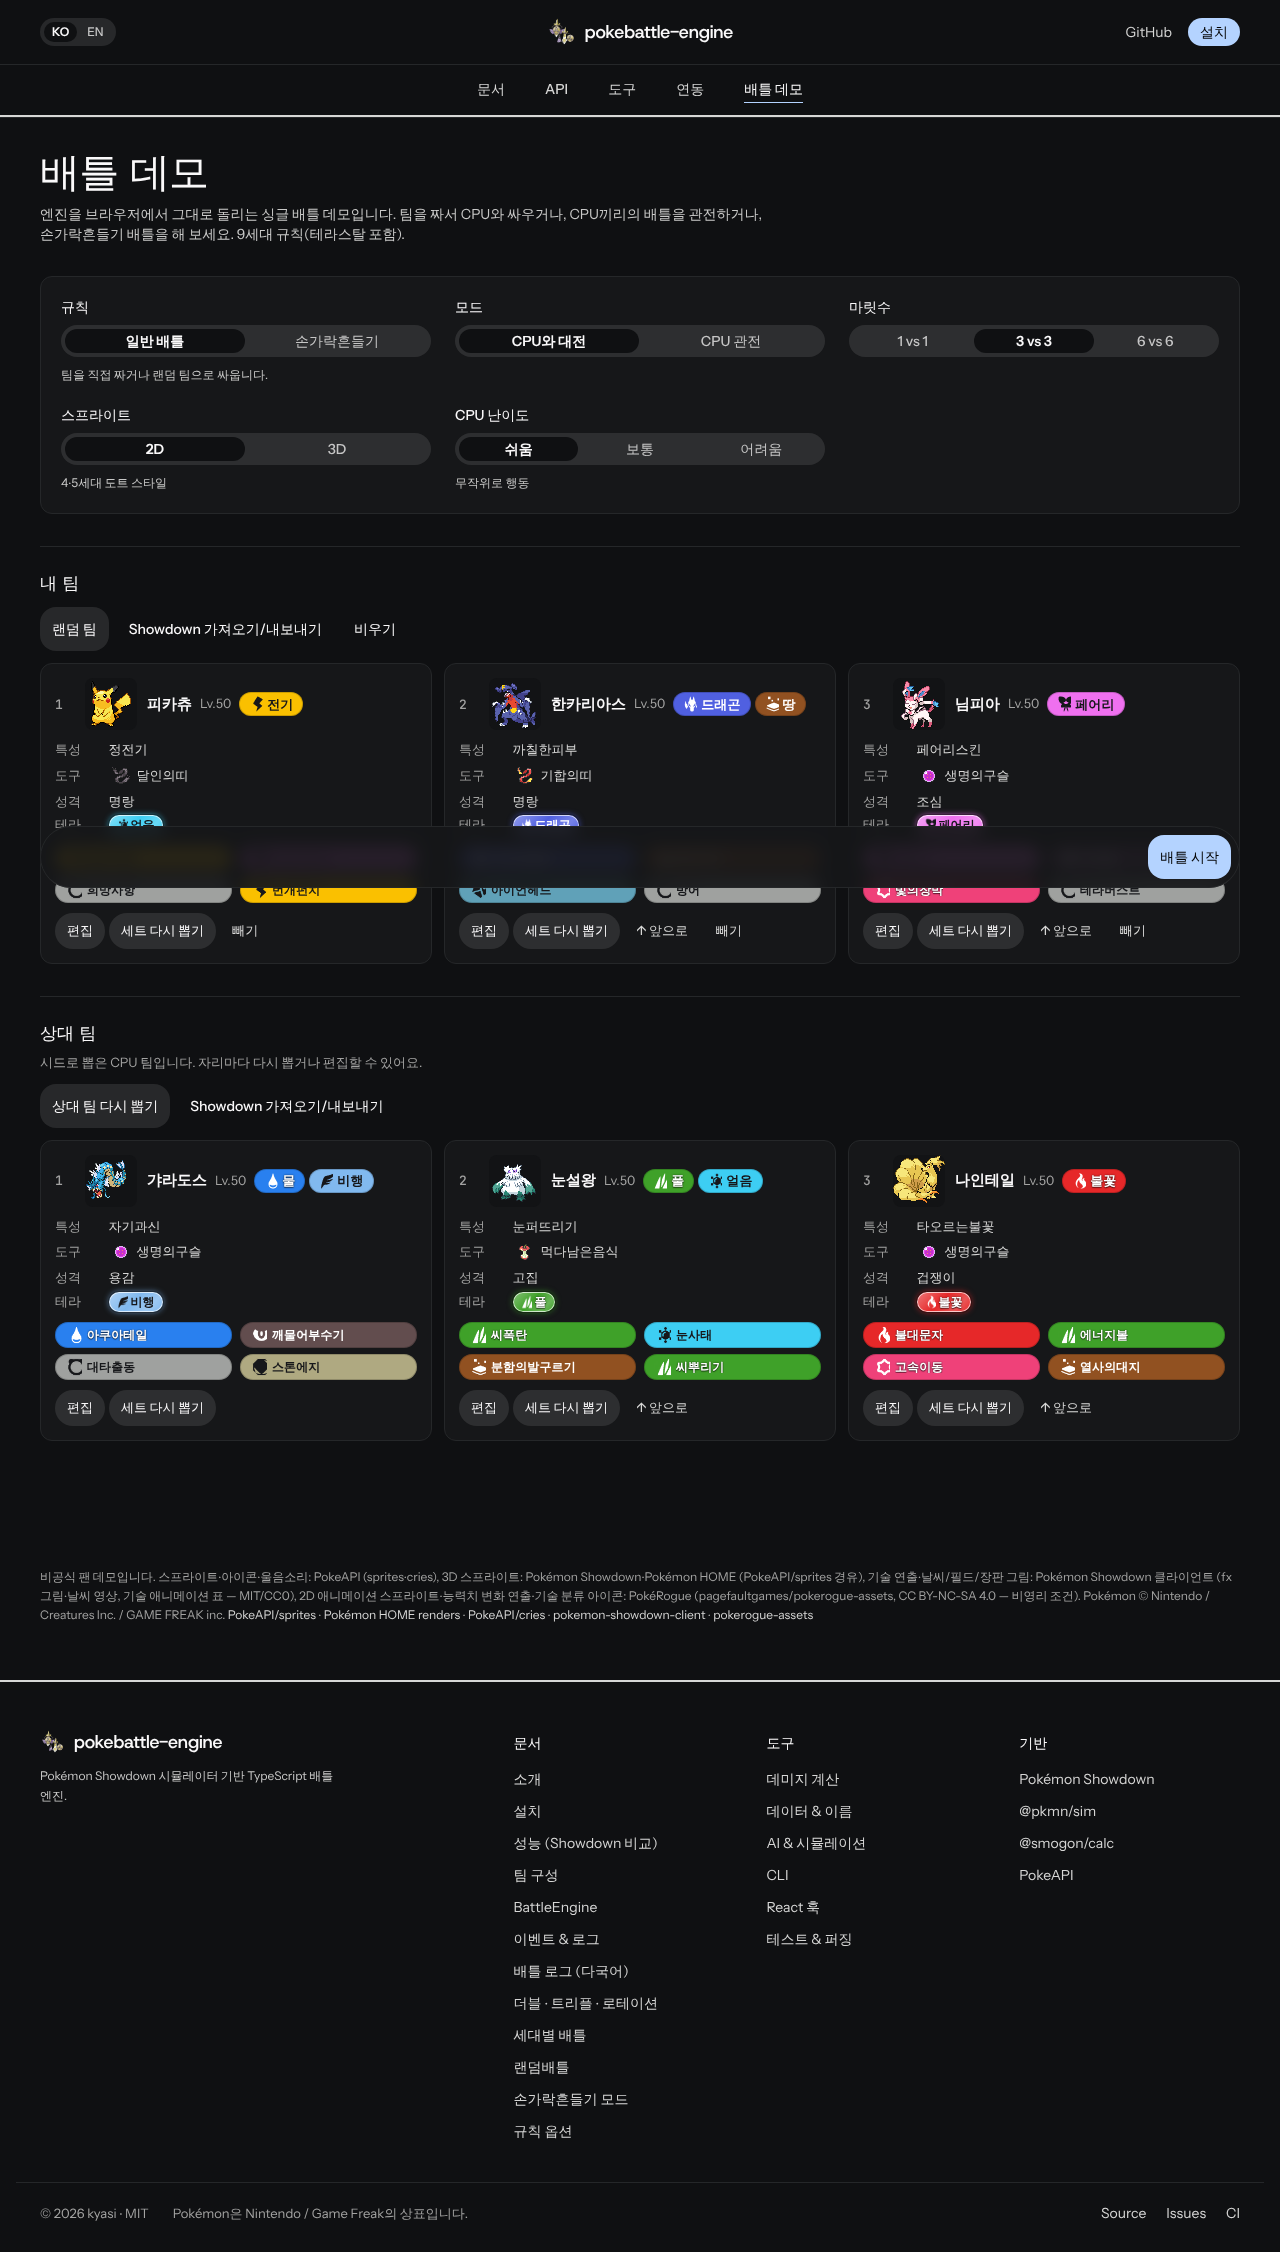 KO EN
pokebattle-engine
GitHub 설치
문서 API 도구 연동 배틀 데모
배틀 데모
엔진을 브라우저에서 그대로 돌리는 싱글 배틀 데모입니다. 팀을 짜서 CPU와 싸우거나, CPU끼리의 배틀을 관전하거나,
손가락흔들기 배틀을 해 보세요. 9세대 규칙(테라스탈 포함).
규칙 모드 마릿수
일반 배틀 손가락흔들기 CPU와 대전 CPU 관전 1 vs 1 3 vs 3 6 vs 6
팀을 직접 짜거나 랜덤 팀으로 싸웁니다.
스프라이트 CPU 난이도
2D 3D 쉬움 보통 어려움
4·5세대 도트 스타일 무작위로 행동
내 팀
랜덤 팀 Showdown 가져오기/내보내기 비우기
1 피카츄 Lv.50 전기
특성 정전기
도구 달인의띠
성격 명랑
테라 얼음
희망사항 번개펀치
편집 세트 다시 뽑기 빼기
2 한카리아스 Lv.50 드래곤 땅
특성 까칠한피부
도구 기합의띠
성격 명랑
테라 드래곤
아이언헤드 방어
편집 세트 다시 뽑기 ↑ 앞으로 빼기
3 님피아 Lv.50 페어리
특성 페어리스킨
도구 생명의구슬
성격 조심
테라 페어리
빛의장막 테라버스트
편집 세트 다시 뽑기 ↑ 앞으로 빼기
배틀 시작
상대 팀
시드로 뽑은 CPU 팀입니다. 자리마다 다시 뽑거나 편집할 수 있어요.
상대 팀 다시 뽑기 Showdown 가져오기/내보내기
1 갸라도스 Lv.50 물 비행
특성 자기과신
도구 생명의구슬
성격 용감
테라 비행
아쿠아테일 깨물어부수기
대타출동 스톤에지
편집 세트 다시 뽑기
2 눈설왕 Lv.50 풀 얼음
특성 눈퍼뜨리기
도구 먹다남은음식
성격 고집
테라 풀
씨폭탄 눈사태
분함의발구르기 씨뿌리기
편집 세트 다시 뽑기 ↑ 앞으로
3 나인테일 Lv.50 불꽃
특성 타오르는불꽃
도구 생명의구슬
성격 겁쟁이
테라 불꽃
불대문자 에너지볼
고속이동 열사의대지
편집 세트 다시 뽑기 ↑ 앞으로
비공식 팬 데모입니다. 스프라이트·아이콘·울음소리: PokeAPI (sprites·cries), 3D 스프라이트: Pokémon Showdown·Pokémon HOME (PokeAPI/sprites 경유), 기술 연출·날씨/필드/장판 그림: Pokémon Showdown 클라이언트 (fx
그림·날씨 영상, 기술 애니메이션 표 — MIT/CC0), 2D 애니메이션 스프라이트·능력치 변화 연출·기술 분류 아이콘: PokéRogue (pagefaultgames/pokerogue-assets, CC BY-NC-SA 4.0 — 비영리 조건). Pokémon © Nintendo /
Creatures Inc. / GAME FREAK inc. PokeAPI/sprites · Pokémon HOME renders · PokeAPI/cries · pokemon-showdown-client · pokerogue-assets
pokebattle-engine
Pokémon Showdown 시뮬레이터 기반 TypeScript 배틀
엔진.
문서
소개
설치
성능 (Showdown 비교)
팀 구성
BattleEngine
이벤트 & 로그
배틀 로그 (다국어)
더블 · 트리플 · 로테이션
세대별 배틀
랜덤배틀
손가락흔들기 모드
규칙 옵션
도구
데미지 계산
데이터 & 이름
AI & 시뮬레이션
CLI
React 훅
테스트 & 퍼징
기반
Pokémon Showdown
@pkmn/sim
@smogon/calc
PokeAPI
© 2026 kyasi · MIT Pokémon은 Nintendo / Game Freak의 상표입니다.
Source Issues CI